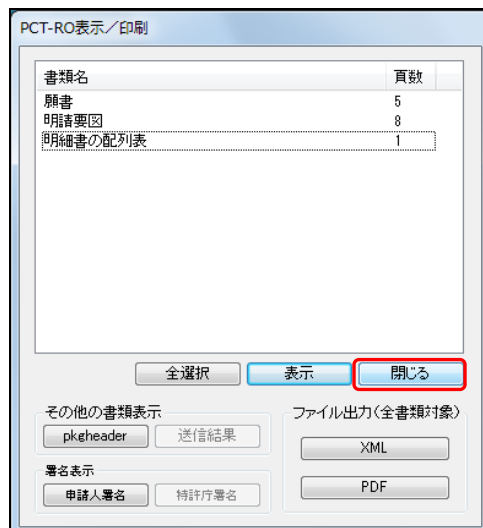 PCT-RO表示／印刷
書類名 頁数
願書 5
明請要図 8
明細書の配列表 1
全選択 表示 閉じる
その他の書類表示 ファイル出力(全書類対象)
pkgheader 送信結果 XML
署名表示
申請人署名 特許庁署名 PDF